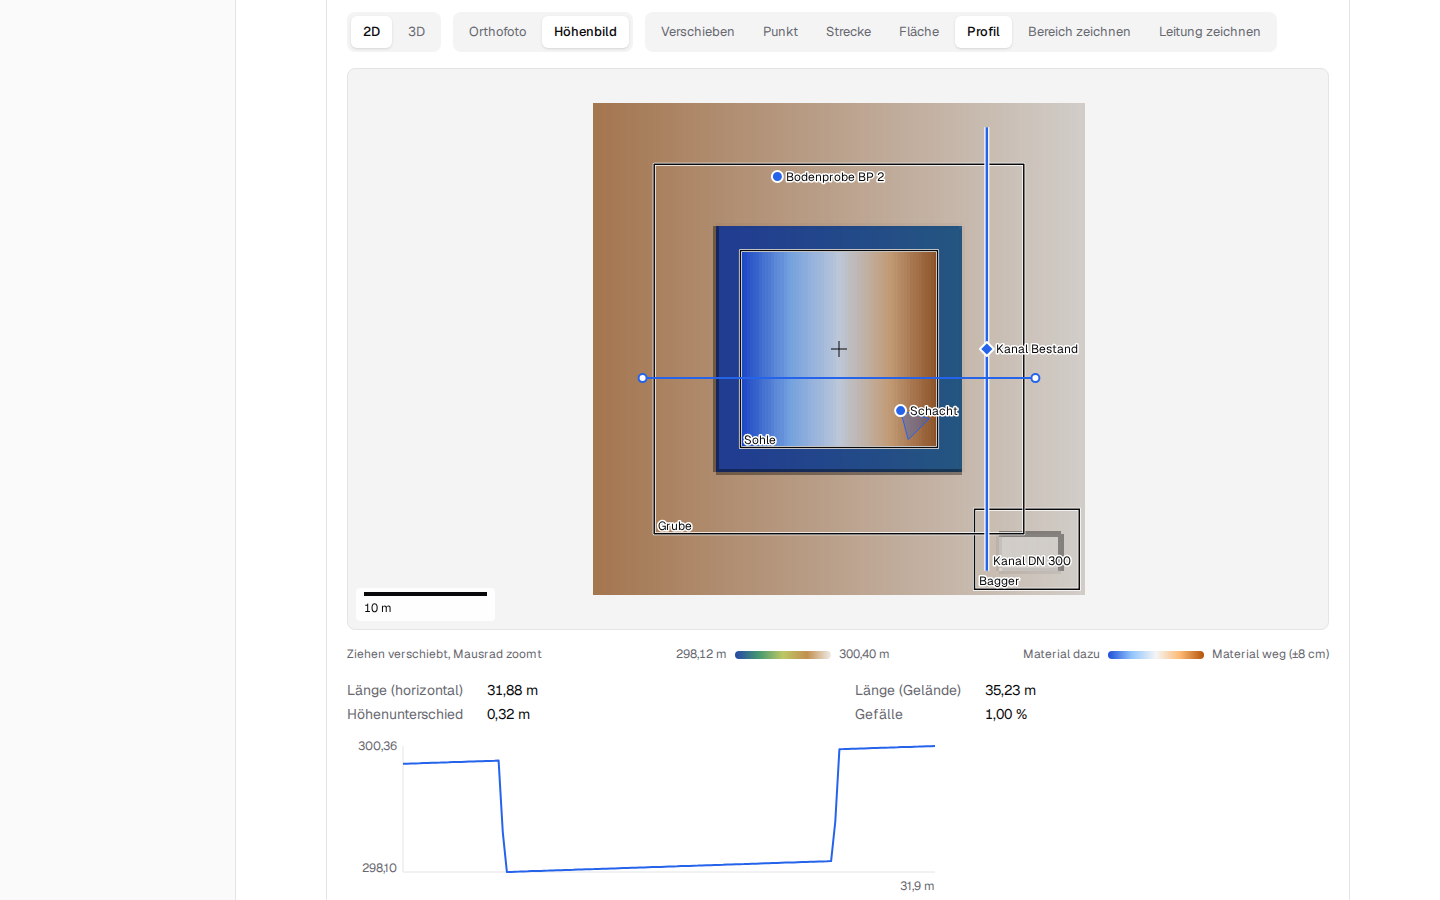 2D 3D Orthofoto Höhenbild Verschieben Punkt Strecke Fläche Profil Bereich zeichnen Leitung zeichnen
Bodenprobe BP 2
Kanal Bestand
Schacht
Sohle
Grube
Kanal DN 300
Bagger
10 m
Ziehen verschiebt, Mausrad zoomt 298,12 m 300,40 m Material dazu Material weg (±8 cm)
Länge (horizontal) 31,88 m Länge (Gelände) 35,23 m
Höhenunterschied 0,32 m Gefälle 1,00 %
300,36
298,10
31,9 m